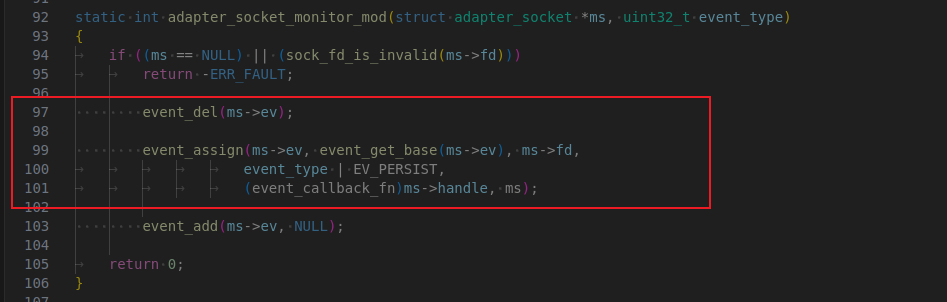 91
92 static int adapter_socket_monitor_mod(struct adapter_socket *ms, uint32_t event_type)
93 {
94 if ((ms == NULL) || (sock_fd_is_invalid(ms->fd)))
95 return -ERR_FAULT;
96
97 event_del(ms->ev);
98
99 event_assign(ms->ev, event_get_base(ms->ev), ms->fd,
100 event_type | EV_PERSIST,
101 (event_callback_fn)ms->handle, ms);
102
103 event_add(ms->ev, NULL);
104
105 return 0;
106 }
107